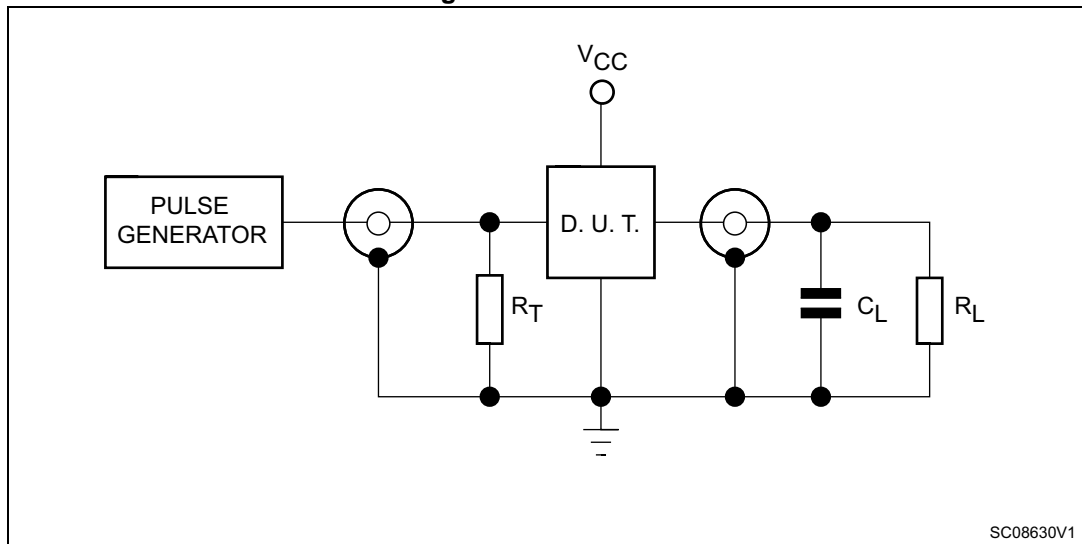 VCC
PULSE
GENERATOR
D. U. T.
RT
CL
RL
SC08630V1